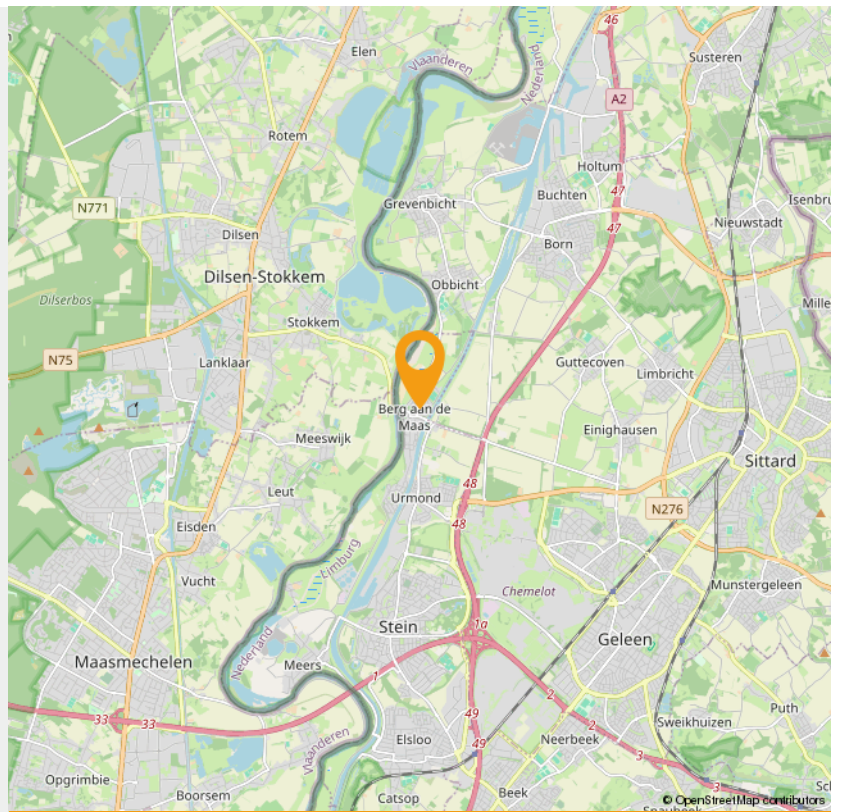 46
Susteren
Elen
Vlaanderen
Nederland
A2
Rotem
Holtum
47
Buchten
N771
Grevenbicht
Isenbru
Nieuwstadt
47
Dilsen
Born
Dilsen-Stokkem
Obbicht
Dilserbos
Mille
Stokkem
N75
Lanklaar
Guttecoven
Limbricht
Berg aan de
Maas
Einighausen
Meeswijk
Sittard
48
Leut
Urmond
N276
48
Eisden
Limburg
Vucht
Chemelot
Munstergeleen
1a
Stein
Geleen
Nederland
Maasmechelen
Meers
1
2
Puth
33
33
49
2
Sweikhuizen
Vlaanderen
Elsloo
49
Neerbeek
3
Opgrimbie
Boorsem
Catsop
Beek
3
© OpenStreetMap contributors